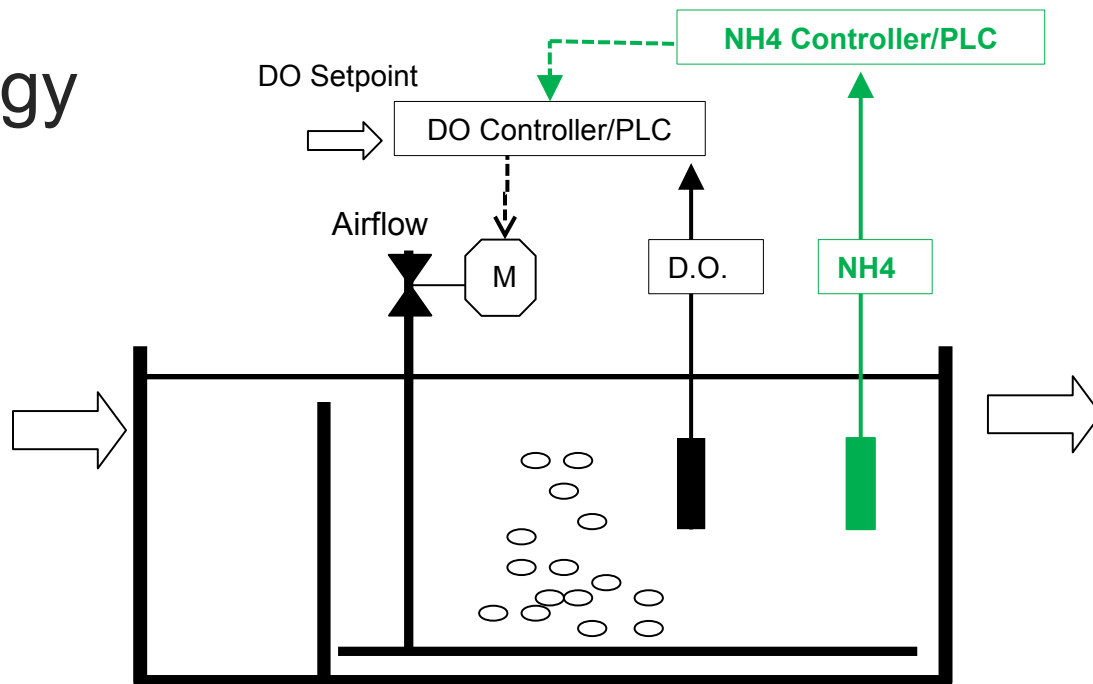 gy
NH4 Controller/PLC
DO Setpoint
DO Controller/PLC
Airflow
M
D.O.
NH4